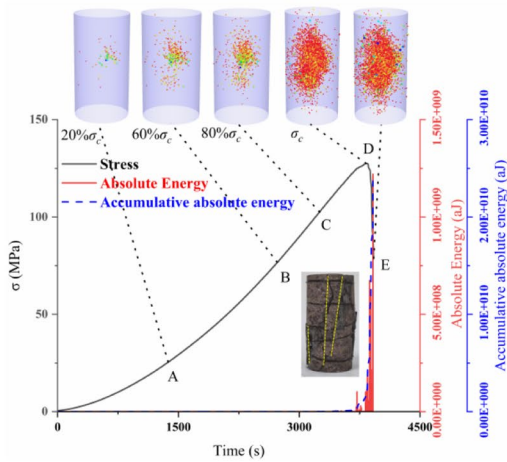 20%σc 60%σc 80%σc σc
Stress
Absolute Energy
Accumulative absolute energy
A
B
C
D
E
σ (MPa)
150
100
50
0
0 1500 3000 4500
Time (s)
1.50E+009
1.00E+009
5.00E+008
0.00E+000
Absolute Energy (aJ)
3.00E+010
2.00E+010
1.00E+010
0.00E+000
Accumulative absolute energy (aJ)